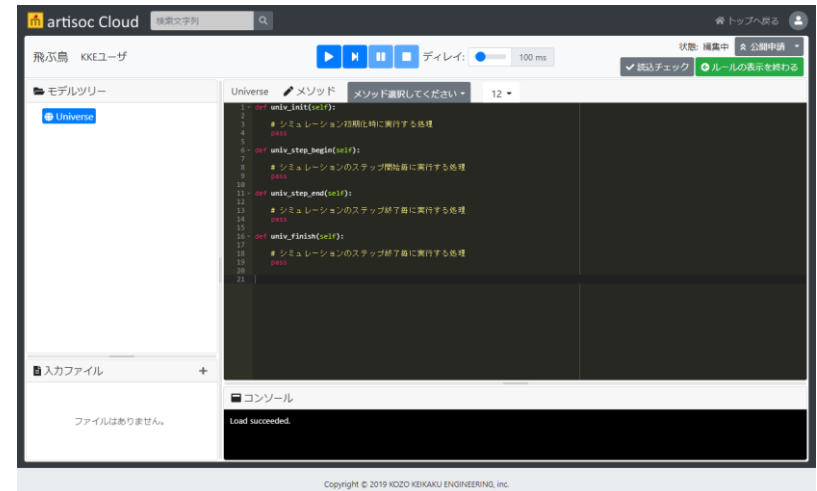 artisoc Cloud 検索文字列 トップへ戻る
飛ぶ鳥 KKEユーザ ディレイ: 100 ms 状態: 編集中 公開申請
読込チェック ルールの表示を終わる
モデルツリー
Universe
Universe メソッド メソッド選択してください 12
1 def univ_init(self):
2
3 # シミュレーション初期化時に実行する処理
4 pass
5
6 def univ_step_begin(self):
7
8 # シミュレーションのステップ開始毎に実行する処理
9 pass
10
11 def univ_step_end(self):
12
13 # シミュレーションのステップ終了毎に実行する処理
14 pass
15
16 def univ_finish(self):
17
18 # シミュレーションのステップ終了毎に実行する処理
19 pass
20
21
入力ファイル +
ファイルはありません。
コンソール
Load succeeded.
Copyright © 2019 KOZO KEIKAKU ENGINEERING, inc.